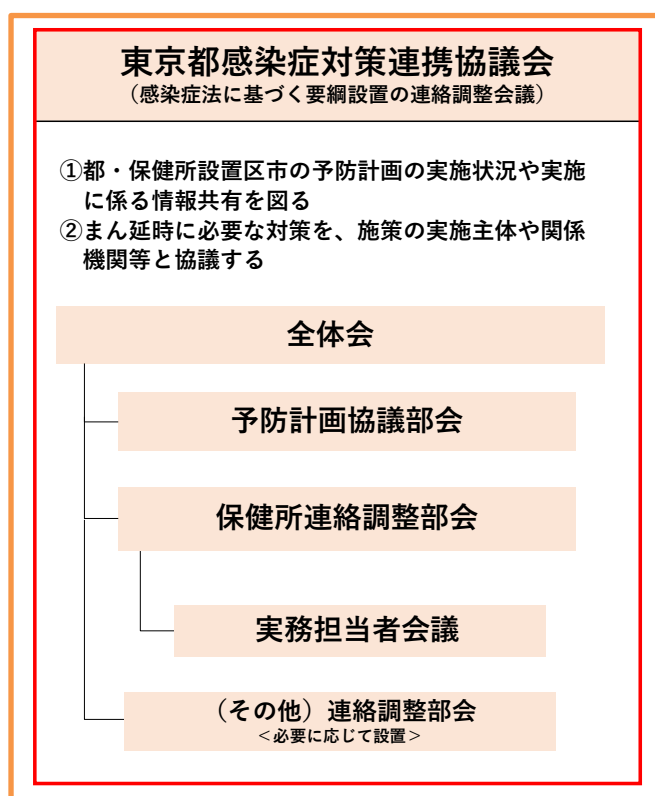 東京都感染症対策連携協議会
（感染症法に基づく要綱設置の連絡調整会議）
①都・保健所設置区市の予防計画の実施状況や実施
に係る情報共有を図る
②まん延時に必要な対策を、施策の実施主体や関係
機関等と協議する
全体会
予防計画協議部会
保健所連絡調整部会
実務担当者会議
（その他）連絡調整部会
＜必要に応じて設置＞